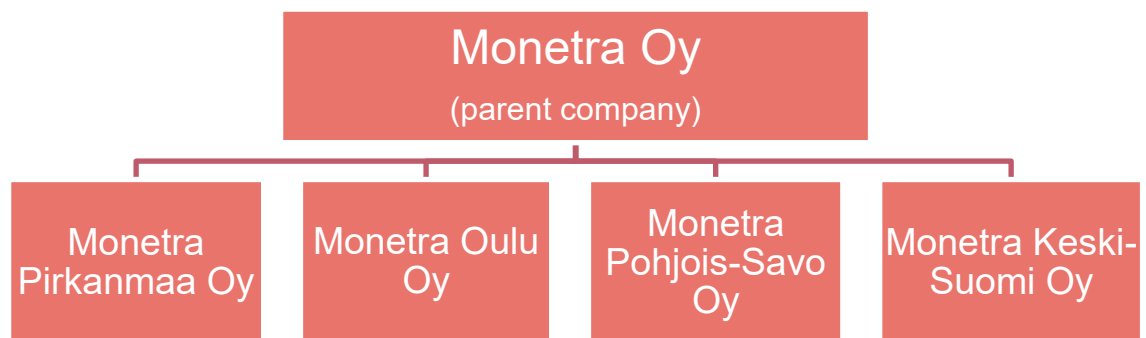 Monetra Oy
(parent company)
Monetra
Pirkanmaa Oy
Monetra Oulu
Oy
Monetra
Pohjois-Savo
Oy
Monetra Keski-
Suomi Oy